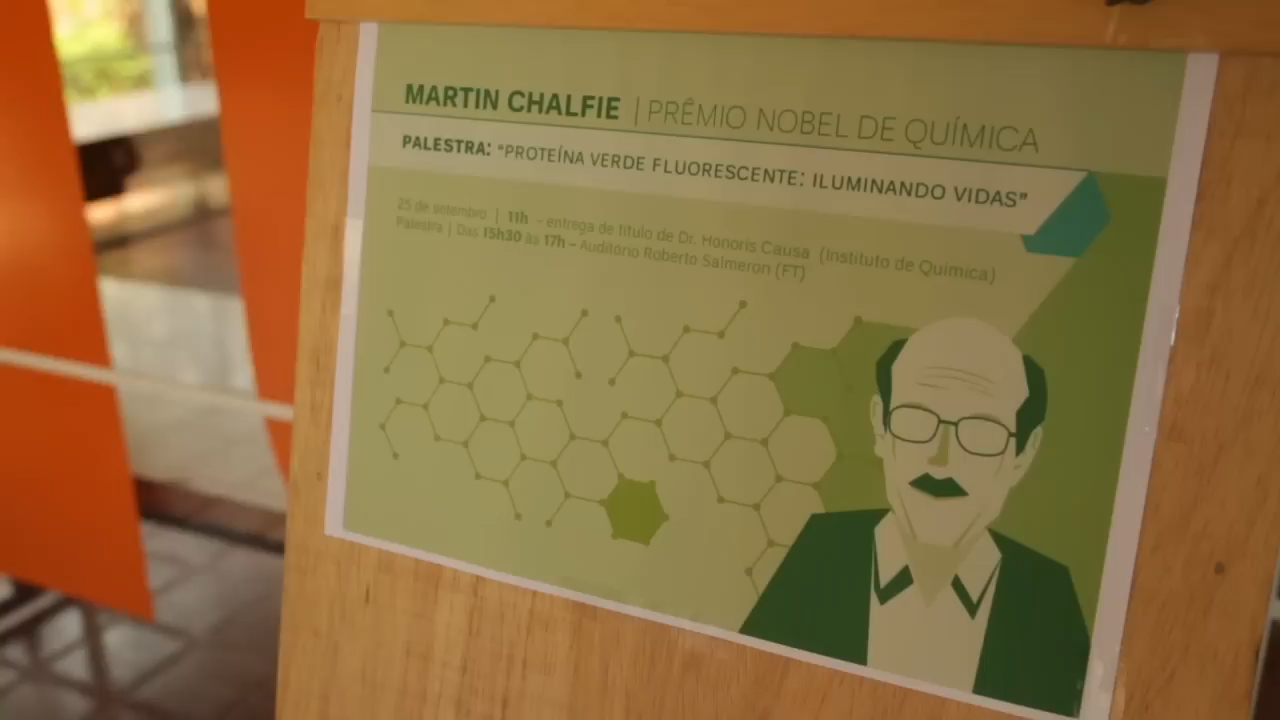 MARTIN CHALFIE | PRÊMIO NOBEL DE QUÍMICA
PALESTRA: "PROTEÍNA VERDE FLUORESCENTE: ILUMINANDO VIDAS"
25 de setembro | 11h - entrega de título de Dr. Honoris Causa (Instituto de Química)
Palestra | Das 15h30 às 17h – Auditório Roberto Salmeron (FT)